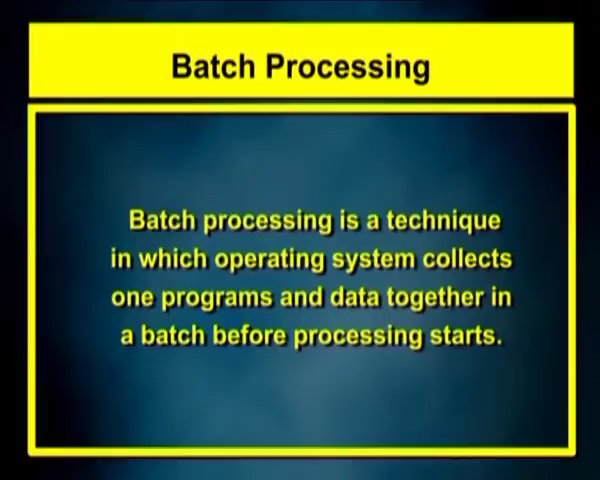 Batch Processing
Batch processing is a technique
in which operating system collects
one programs and data together in
a batch before processing starts.